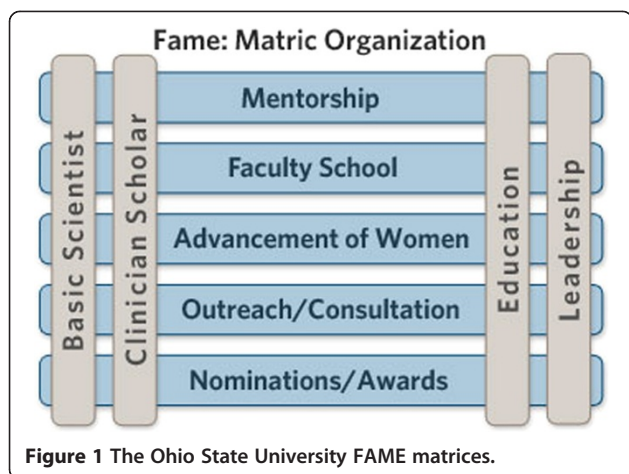 Fame: Matric Organization
Basic Scientist
Clinician Scholar
Mentorship
Faculty School
Advancement of Women
Outreach/Consultation
Nominations/Awards
Education
Leadership
Figure 1 The Ohio State University FAME matrices.